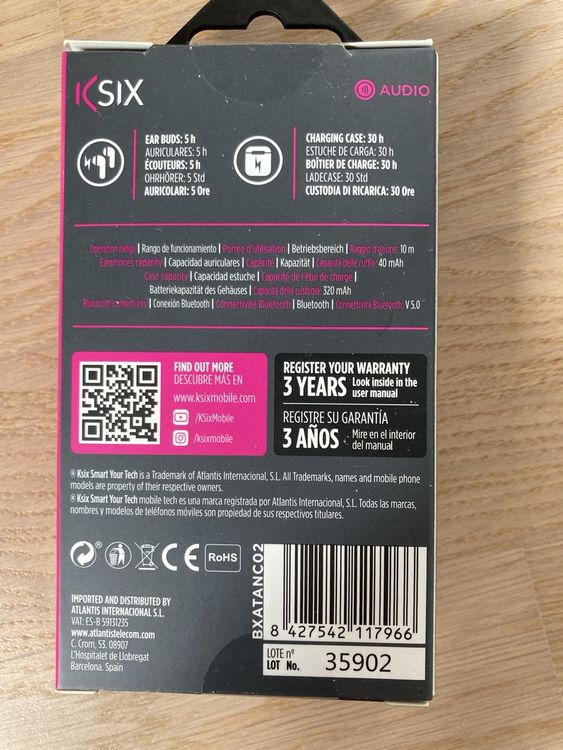 KSIX
AUDIO
EAR BUDS: 5 h
AURICULARES: 5 h
ÉCOUTEURS: 5 h
OHRHÖRER: 5 Std
AURICOLARI: 5 Ore
CHARGING CASE: 30 h
ESTUCHE DE CARGA: 30 h
BOÎTIER DE CHARGE: 30 h
LADECASE: 30 Std
CUSTODIA DI RICARICA: 30 Ore
Operation range | Rango de funcionamiento | Portée d'utilisation | Betriebsbereich | Raggio d'azione: 10 m
Earphones capacity | Capacidad auriculares | Capacité | Kapazität | Capacita delle cuffie: 40 mAh
Case capacity | Capacidad estuche | Capacité de l'étui de charge |
Batteriekapazität des Gehäuses | Capacita della custodia: 320 mAh
Bluetooth connectivity | Conexión Bluetooth | Connectivité Bluetooth | Bluetooth | Connettività Bluetooth: V 5.0
FIND OUT MORE
DESCUBRE MÁS EN
www.ksixmobile.com
/KSixMobile
/ksixmobile
REGISTER YOUR WARRANTY
3 YEARS Look inside in the
user manual
REGISTRE SU GARANTÍA
3 AÑOS Mire en el interior
del manual
® Ksix Smart Your Tech is a Trademark of Atlantis Internacional, S.L. All Trademarks, names and mobile phone
models are property of their respective owners.
® Ksix Smart Your Tech mobile tech es una marca registrada por Atlantis Internacional, S.L. Todas las marcas,
nombres y modelos de teléfonos móviles son propiedad de sus respectivos titulares.
CE
RoHS
IMPORTED AND DISTRIBUTED BY
ATLANTIS INTERNACIONAL S.L.
VAT: ES-B 59131235
www.atlantistelecom.com
C. Crom, 53. 08907
L'Hospitalet de Llobregat
Barcelona. Spain
BXATANC02
8 427542 117966
LOTE nº
LOT No. 35902